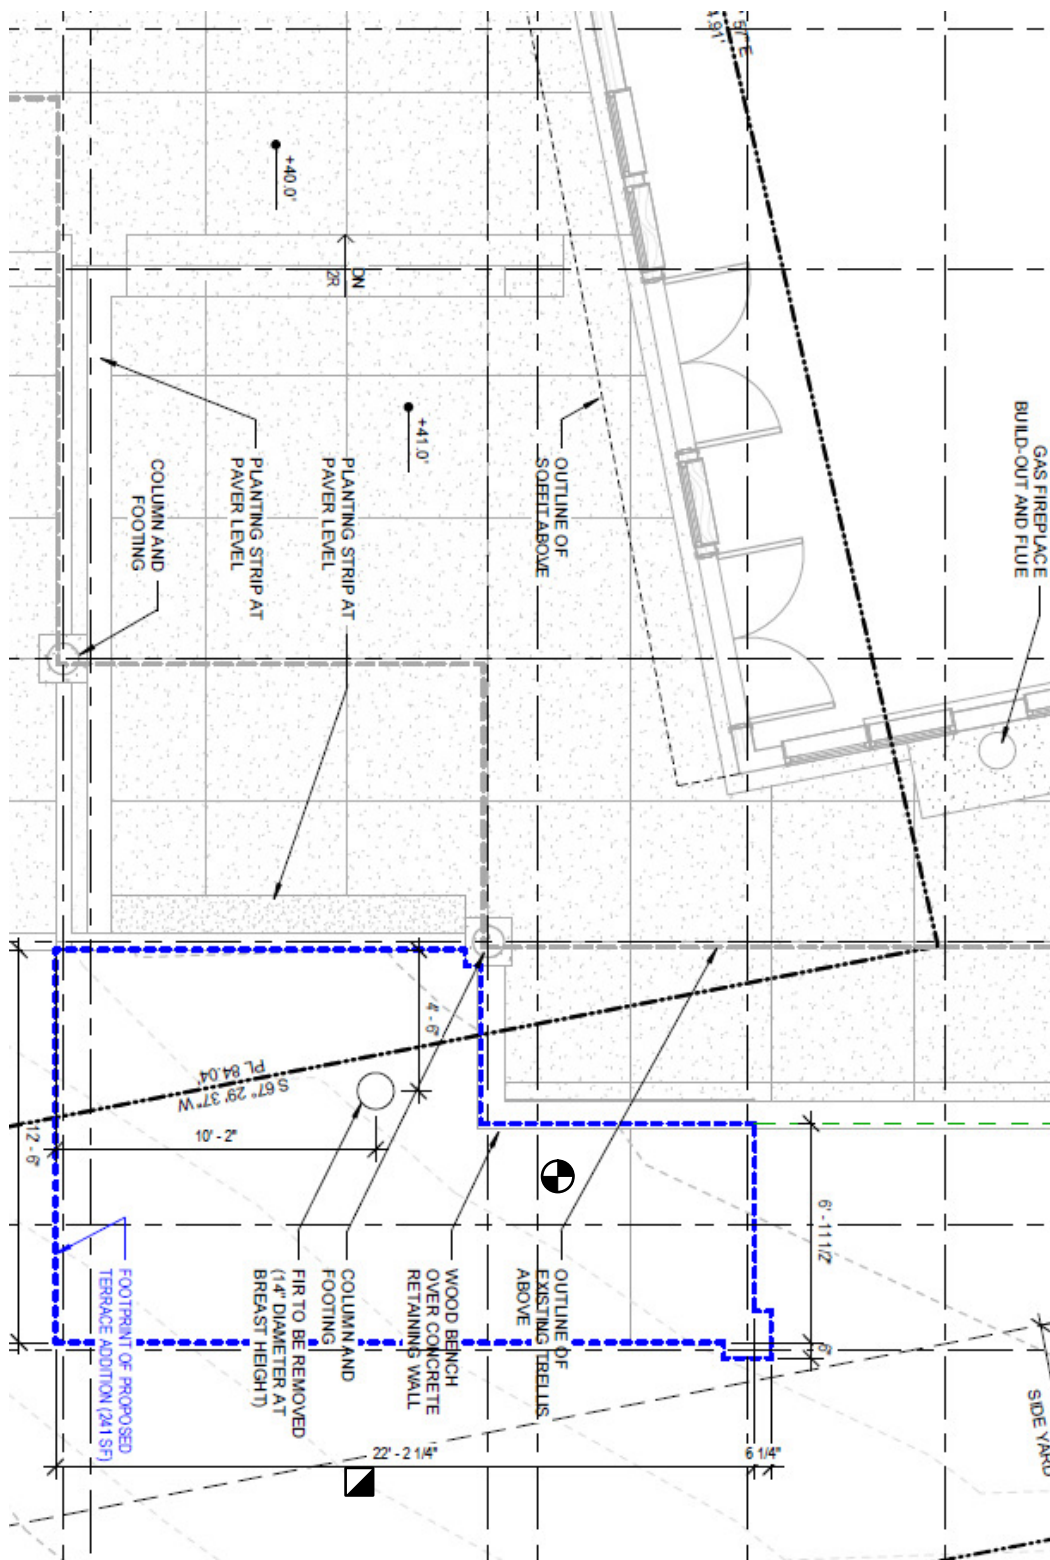 57" E
4.91'
+40.0'
DN
2R
+41.0'
GAS FIREPLACE
BUILD-OUT AND FLUE
OUTLINE OF
SOFFIT ABOVE
PLANTING STRIP AT
PAVER LEVEL
PLANTING STRIP AT
PAVER LEVEL
COLUMN AND
FOOTING
4' - 6"
S 67° 29' 37" W
PL 84.04'
10' - 2"
12' - 6"
6' - 11 1/2"
6"
OUTLINE OF
EXISTING TRELLIS
ABOVE
WOOD BENCH
OVER CONCRETE
RETAINING WALL
COLUMN AND
FOOTING
FIR TO BE REMOVED
(14" DIAMETER AT
BREAST HEIGHT)
FOOTPRINT OF PROPOSED
TERRACE ADDITION (241 SF)
SIDE YARD
22' - 2 1/4"
6 1/4"